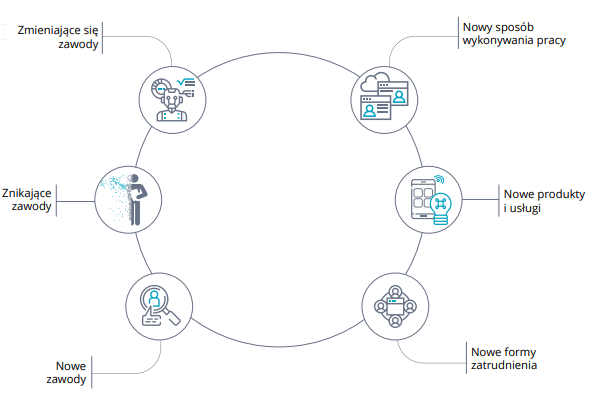 Zmieniające się
zawody
Nowy sposób
wykonywania pracy
Znikające
zawody
Nowe produkty
i usługi
Nowe
zawody
Nowe formy
zatrudnienia